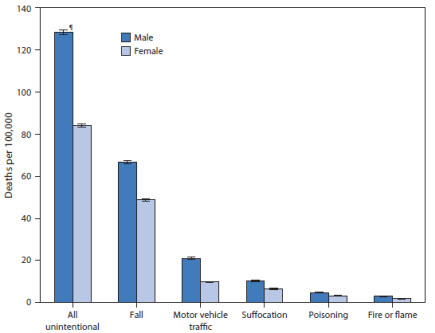 140
120
100
80
60
40
20
0
Deaths per 100,000
¶
Male
Female
All unintentional
Fall
Motor vehicle traffic
Suffocation
Poisoning
Fire or flame